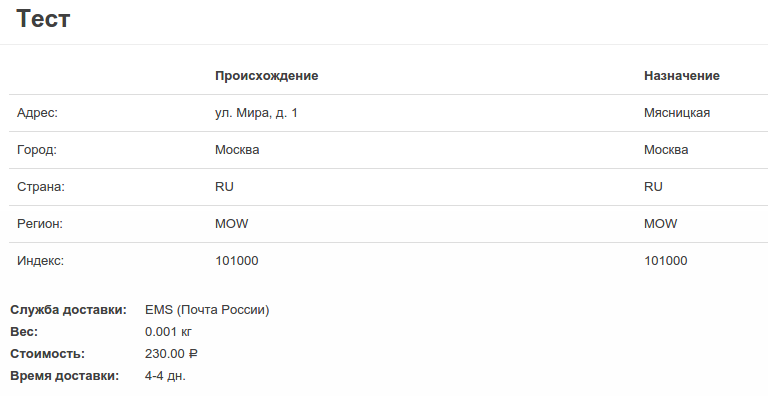 Тест
Происхождение Назначение
Адрес: ул. Мира, д. 1 Мясницкая
Город: Москва Москва
Страна: RU RU
Регион: MOW MOW
Индекс: 101000 101000
Служба доставки: EMS (Почта России)
Вес: 0.001 кг
Стоимость: 230.00 ₽
Время доставки: 4-4 дн.